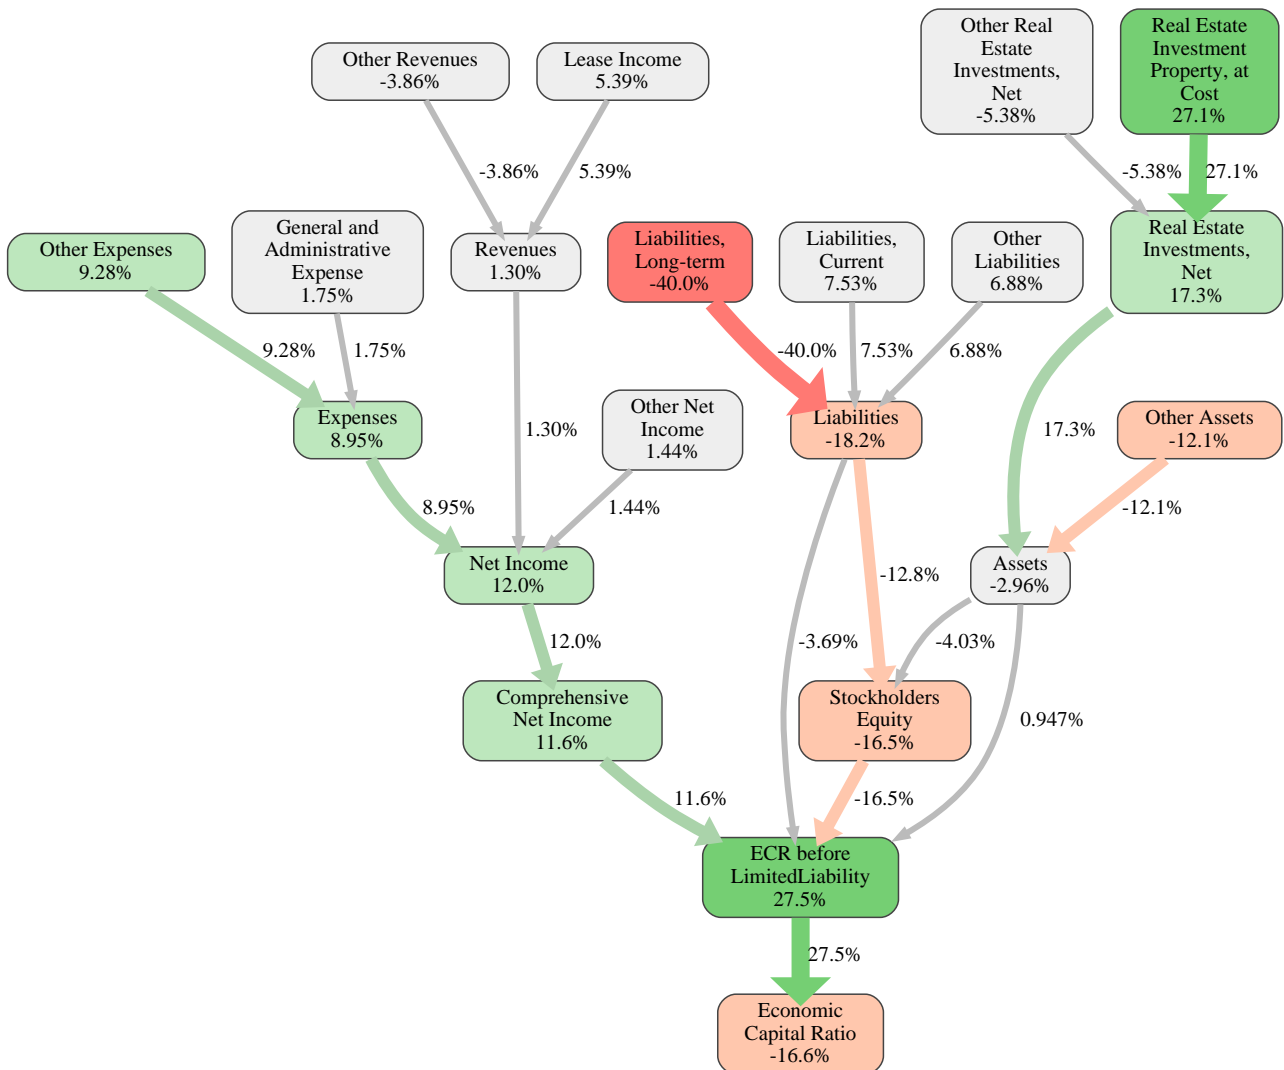 Other Real
Estate
Investments,
Net
-5.38%
Real Estate
Investment
Property, at
Cost
27.1%
Other Revenues
-3.86%
Lease Income
5.39%
-3.86%
5.39%
-5.38%
27.1%
Other Expenses
9.28%
General and
Administrative
Expense
1.75%
Revenues
1.30%
Liabilities,
Long-term
-40.0%
Liabilities,
Current
7.53%
Other
Liabilities
6.88%
Real Estate
Investments,
Net
17.3%
9.28%
1.75%
-40.0%
7.53%
6.88%
Expenses
8.95%
1.30%
Other Net
Income
1.44%
Liabilities
-18.2%
17.3%
Other Assets
-12.1%
8.95%
1.44%
-12.1%
Net Income
12.0%
-12.8%
Assets
-2.96%
12.0%
-3.69%
-4.03%
Comprehensive
Net Income
11.6%
Stockholders
Equity
-16.5%
0.947%
11.6%
-16.5%
ECR before
LimitedLiability
27.5%
27.5%
Economic
Capital Ratio
-16.6%